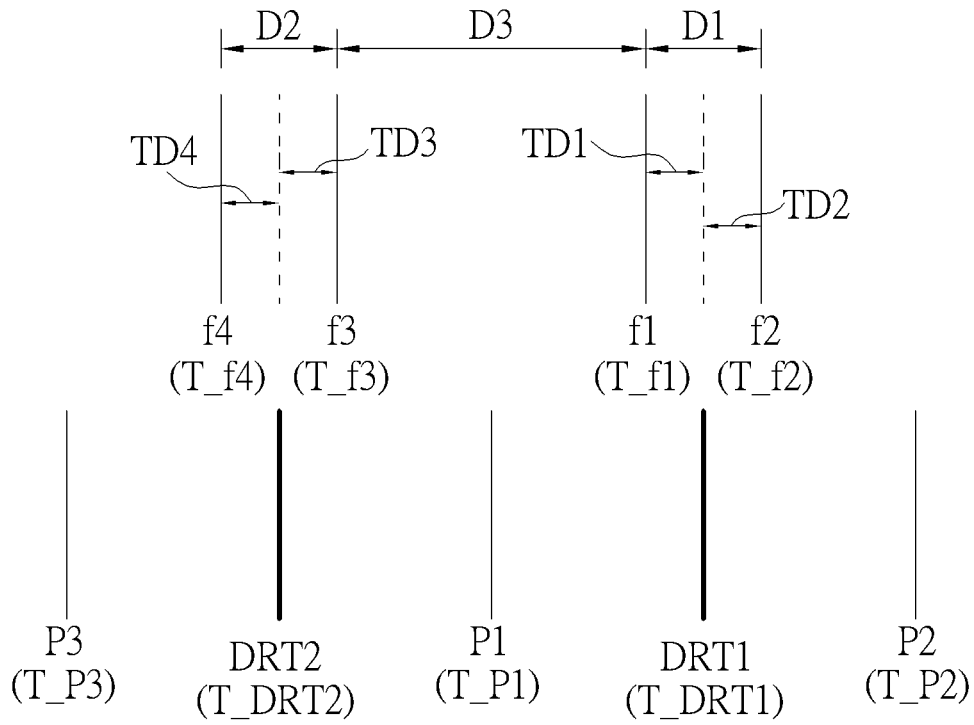 D2
D3
D1
TD4
TD3
TD1
TD2
f4
(T_f4)
f3
(T_f3)
f1
(T_f1)
f2
(T_f2)
P3
(T_P3)
DRT2
(T_DRT2)
P1
(T_P1)
DRT1
(T_DRT1)
P2
(T_P2)